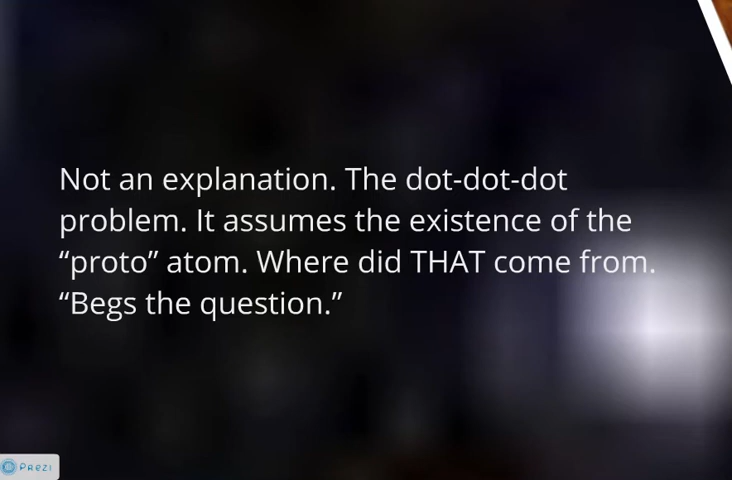 Not an explanation. The dot-dot-dot
problem. It assumes the existence of the
“proto” atom. Where did THAT come from.
“Begs the question.”
Prezi